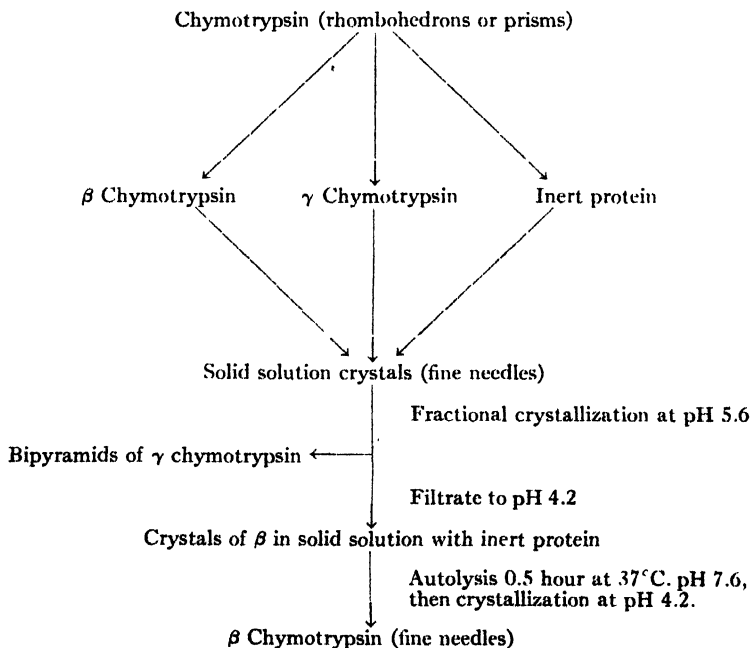 Chymotrypsin (rhombohedrons or prisms)
β Chymotrypsin
γ Chymotrypsin
Inert protein
Solid solution crystals (fine needles)
Fractional crystallization at pH 5.6
Bipyramids of γ chymotrypsin
Filtrate to pH 4.2
Crystals of β in solid solution with inert protein
Autolysis 0.5 hour at 37°C. pH 7.6,
then crystallization at pH 4.2.
β Chymotrypsin (fine needles)